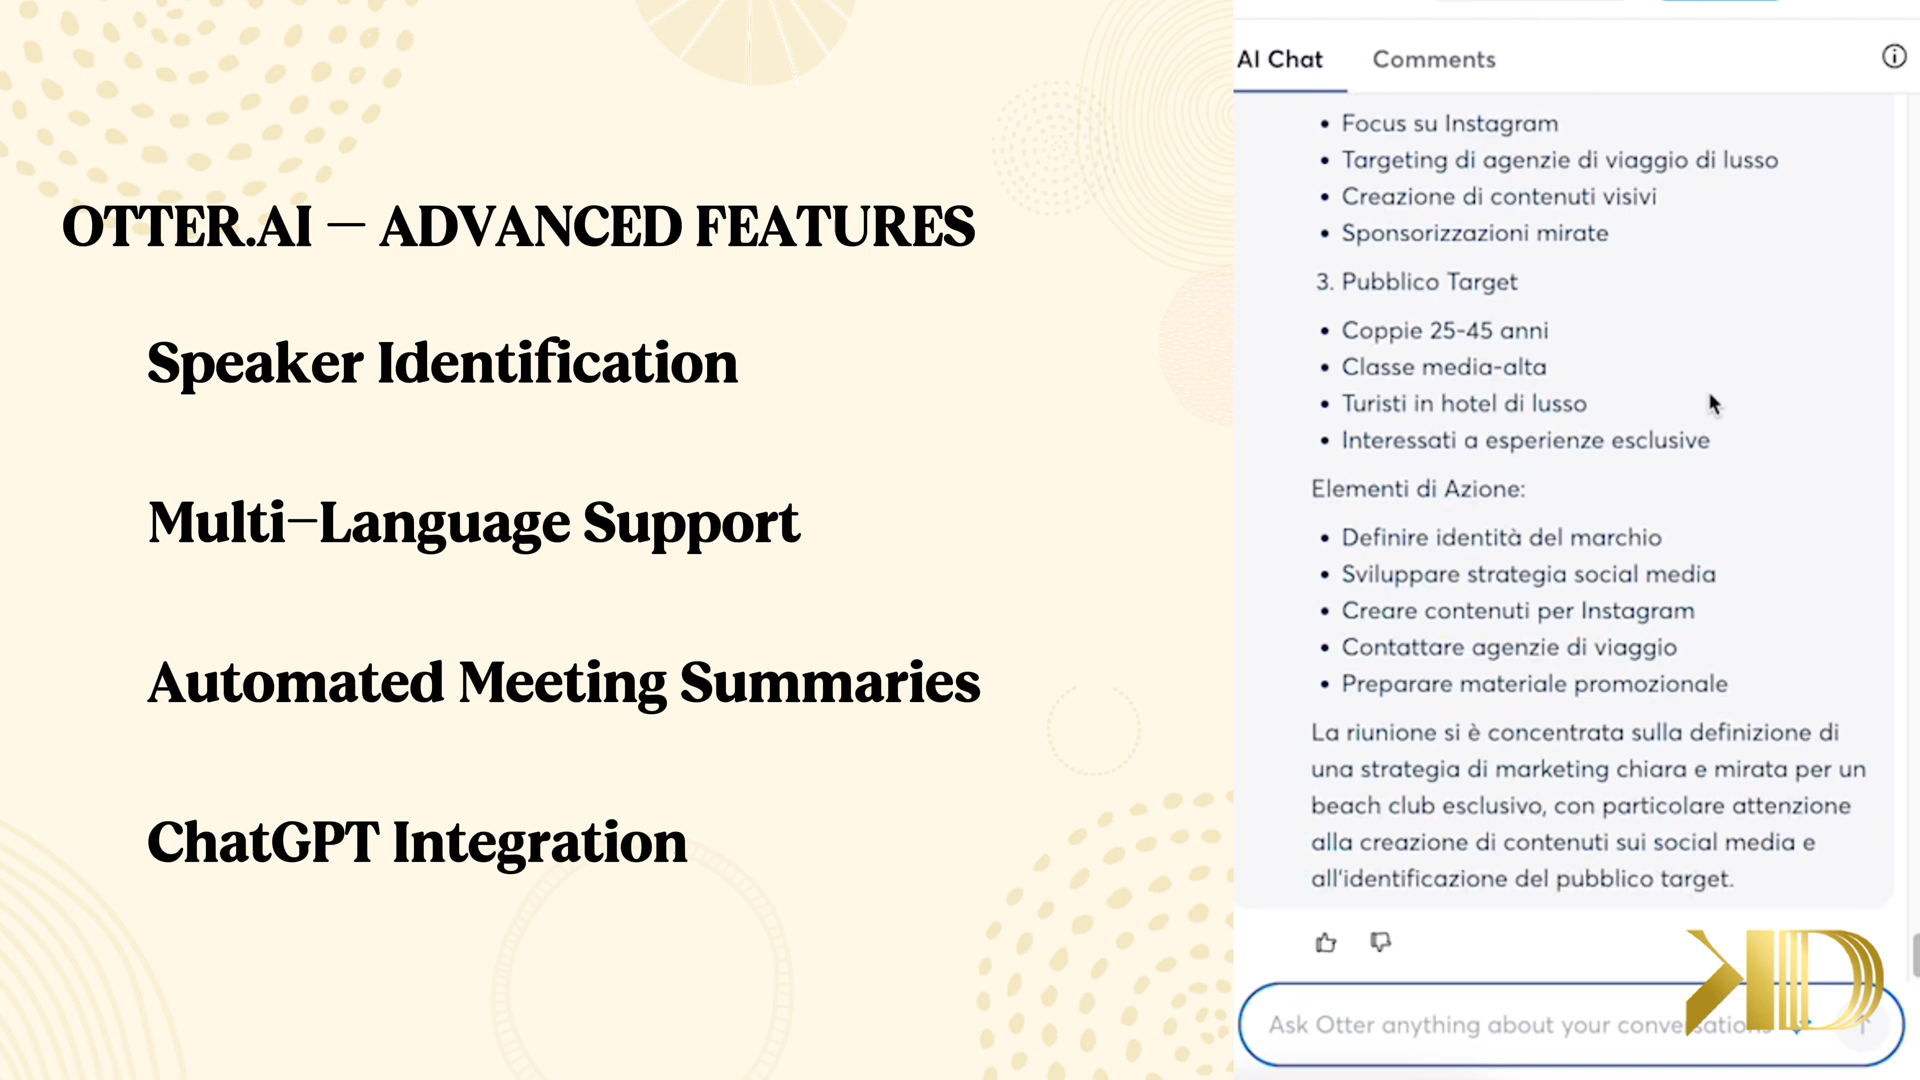 OTTER.AI – ADVANCED FEATURES
Speaker Identification
Multi-Language Support
Automated Meeting Summaries
ChatGPT Integration
AI Chat
Comments
• Focus su Instagram
• Targeting di agenzie di viaggio di lusso
• Creazione di contenuti visivi
• Sponsorizzazioni mirate
3. Pubblico Target
• Coppie 25-45 anni
• Classe media-alta
• Turisti in hotel di lusso
• Interessati a esperienze esclusive
Elementi di Azione:
• Definire identità del marchio
• Sviluppare strategia social media
• Creare contenuti per Instagram
• Contattare agenzie di viaggio
• Preparare materiale promozionale
La riunione si è concentrata sulla definizione di
una strategia di marketing chiara e mirata per un
beach club esclusivo, con particolare attenzione
alla creazione di contenuti sui social media e
all'identificazione del pubblico target.
Ask Otter anything about your conversations
KD